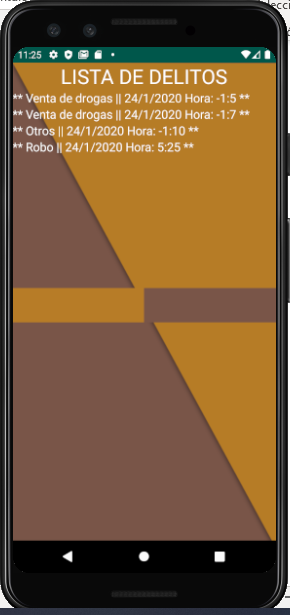 11:25
LISTA DE DELITOS
** Venta de drogas || 24/1/2020 Hora: -1:5 **
** Venta de drogas || 24/1/2020 Hora: -1:7 **
** Otros || 24/1/2020 Hora: -1:10 **
** Robo || 24/1/2020 Hora: 5:25 **